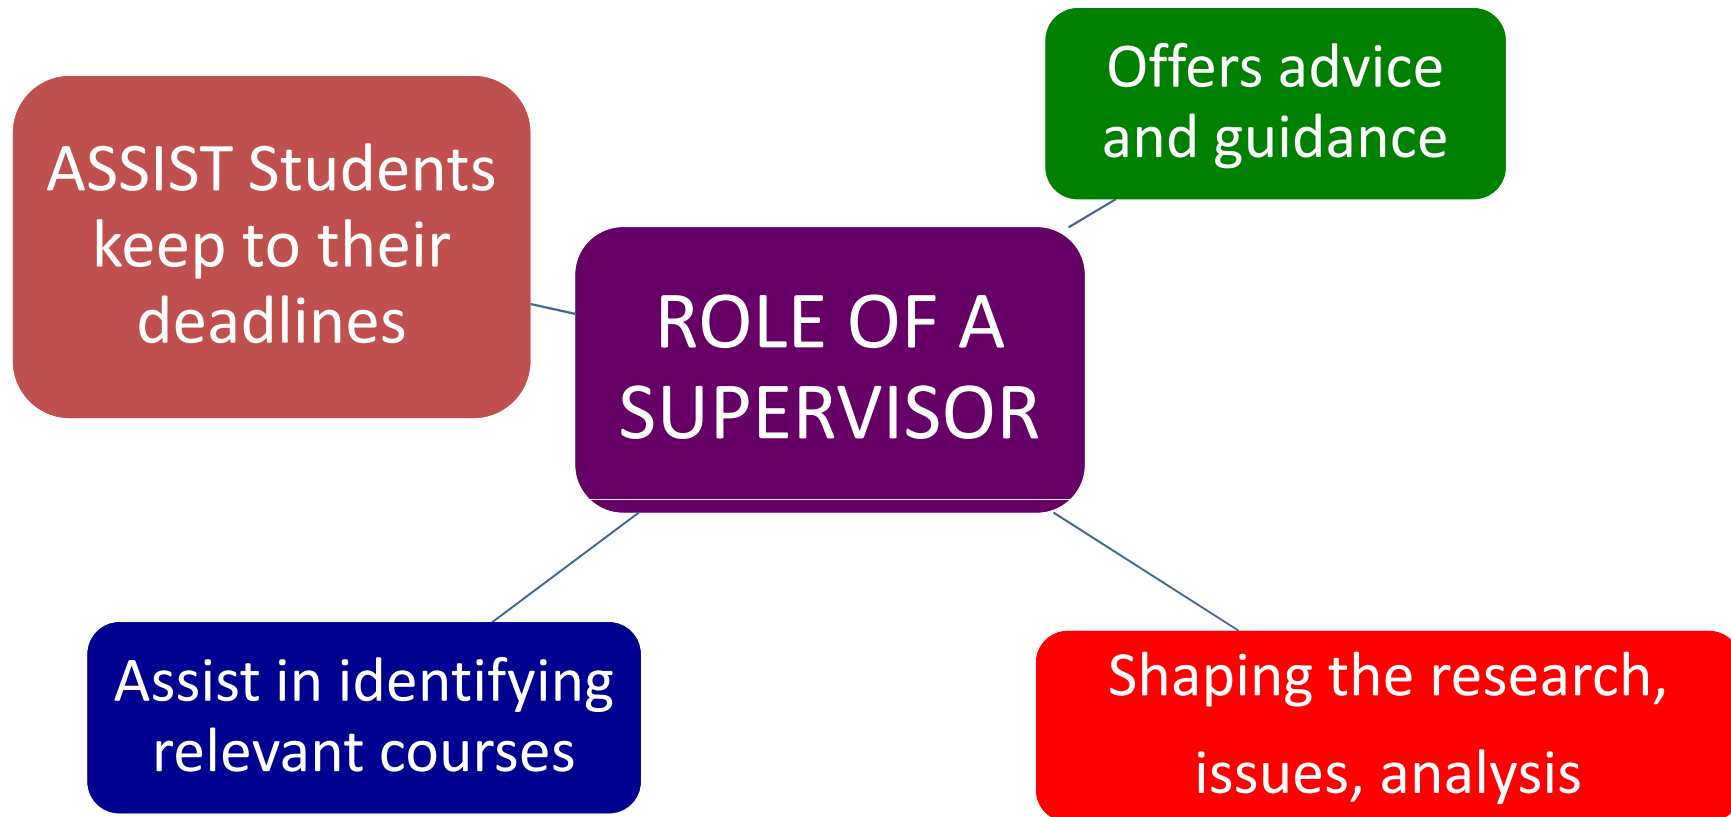 Offers advice
and guidance
ASSIST Students
keep to their
deadlines
ROLE OF A
SUPERVISOR
Assist in identifying
relevant courses
Shaping the research,
issues, analysis